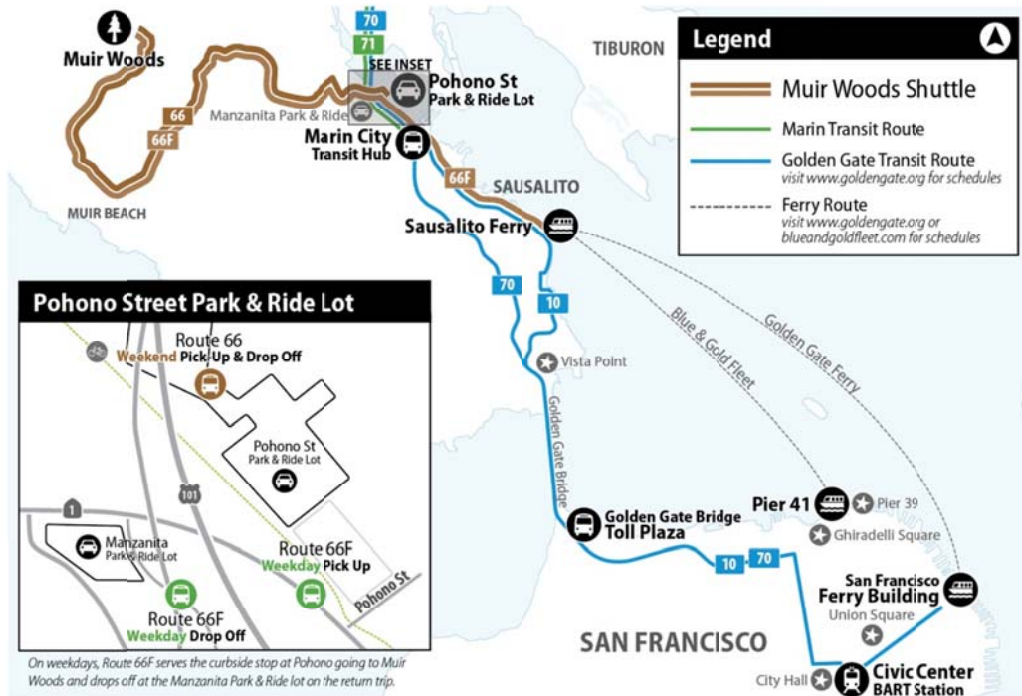 70
71
SEE INSET
Muir Woods
Pohono St
Park & Ride Lot
Manzanita Park & Ride
66
66F
Marin City
Transit Hub
MUIR BEACH
66F
SAUSALITO
Sausalito Ferry
TIBURON
Legend
Muir Woods Shuttle
Marin Transit Route
Golden Gate Transit Route
visit www.goldengate.org for schedules
Ferry Route
visit www.goldengate.org or
blueandgoldfleet.com for schedules
70
10
Vista Point
Blue & Gold Fleet
Golden Gate Ferry
Golden Gate Bridge
Golden Gate Bridge
Toll Plaza
Pier 41
Pier 39
Ghiradelli Square
10
70
San Francisco
Ferry Building
Union Square
SAN FRANCISCO
City Hall
Civic Center
BART Station
Pohono Street Park & Ride Lot
Route 66
Weekend Pick-Up & Drop Off
Pohono St
Park & Ride Lot
101
1
Manzanita
Park & Ride Lot
Route 66F
Weekday Pick Up
Pohono St
Route 66F
Weekday Drop Off
On weekdays, Route 66F serves the curbside stop at Pohono going to Muir
Woods and drops off at the Manzanita Park & Ride lot on the return trip.